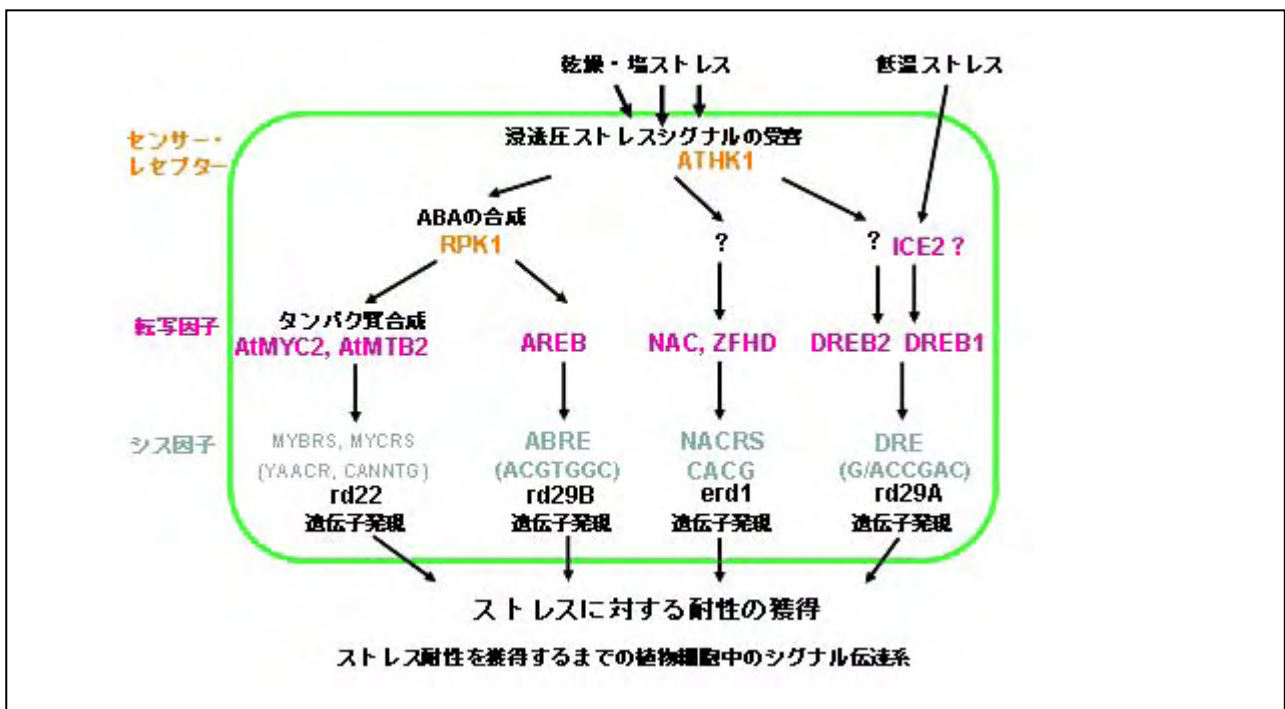 乾燥・塩ストレス 低温ストレス
センサー・
レセプター
浸透圧ストレスシグナルの受容
ATHK1
ABAの合成
RPK1
?
? ICE2 ?
転写因子
タンパク質合成
AtMYC2, AtMTB2 AREB NAC, ZFHD DREB2 DREB1
シス因子
MYBRS, MYCRS ABRE NACRS DRE
(YAACR, CANNTG) (ACGTGGC) CACG (G/ACCGAC)
rd22 rd29B erd1 rd29A
遺伝子発現 遺伝子発現 遺伝子発現 遺伝子発現
ストレスに対する耐性の獲得
ストレス耐性を獲得するまでの植物細胞中のシグナル伝達系